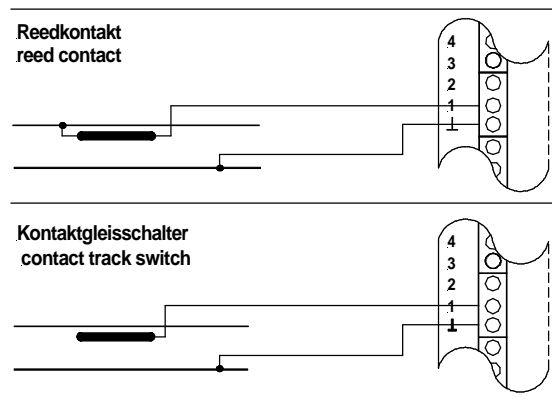 Reedkontakt
reed contact
4
3
2
1
⊥
Kontaktgleisschalter
contact track switch
4
3
2
1
⊥